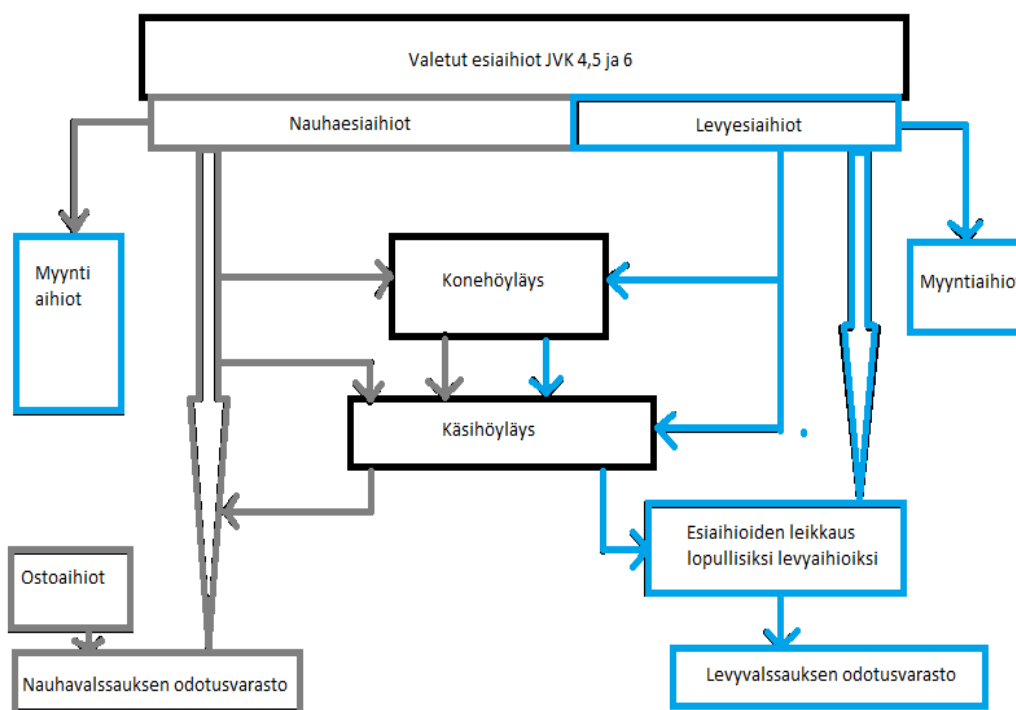 Valetut esiaihiot JVK 4,5 ja 6
Nauhaesiaihiot
Levyesiaihiot
Myynti
aihiot
Konehöyläys
Myyntiaihiot
Käsihöyläys
Esiaihioiden leikkaus
lopullisiksi levyaihioiksi
Ostoaihiot
Nauhavalssauksen odotusvarasto
Levyvalssauksen odotusvarasto